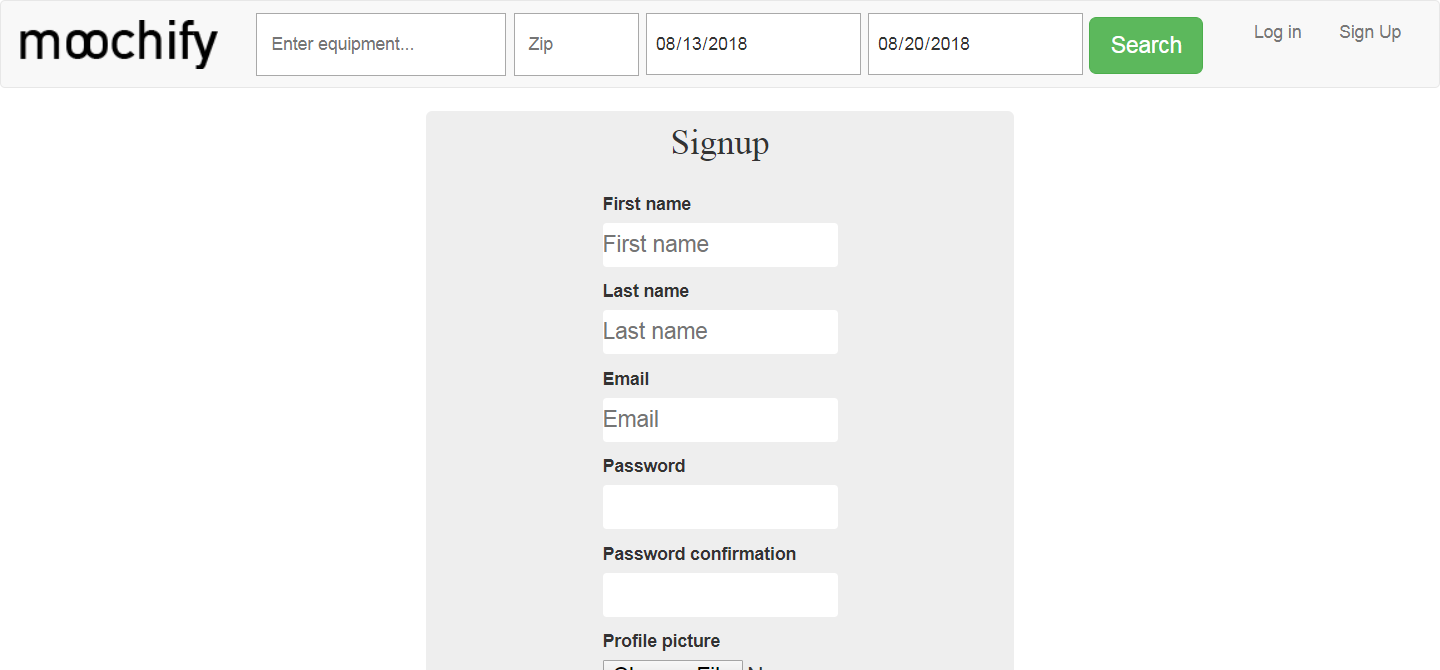 moochify Enter equipment... Zip 08/13/2018 08/20/2018 Search Log in Sign Up
Signup
First name
First name
Last name
Last name
Email
Email
Password
Password confirmation
Profile picture